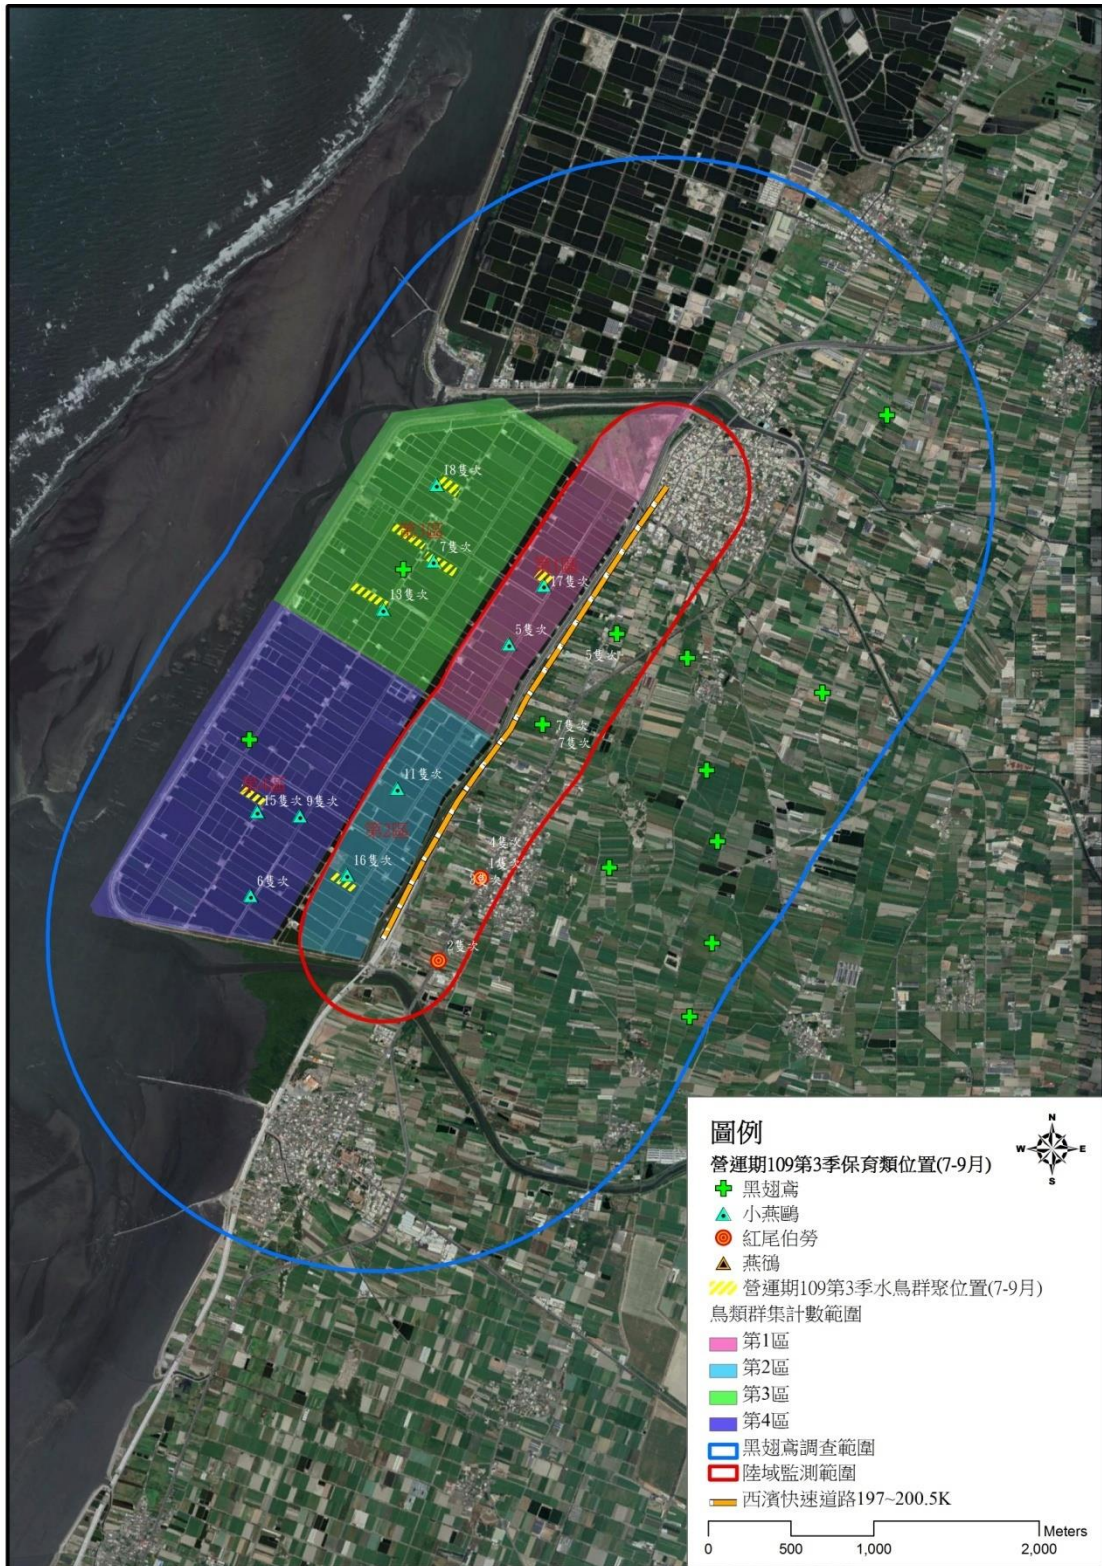 18隻次
7隻次
13隻次
17隻次
5隻次
5隻次
7隻次
7隻次
11隻次
15隻次
9隻次
第2區
16隻次
6隻次
1隻次
2隻次
圖例
N
W
E
S
營運期109第3季保育類位置(7-9月)
黑翅鳶
小燕鷗
紅尾伯勞
燕鴴
營運期109第3季水鳥群聚位置(7-9月)
鳥類群集計數範圍
第1區
第2區
第3區
第4區
黑翅鳶調查範圍
陸域監測範圍
西濱快速道路197~200.5K
Meters
0 500 1,000 2,000